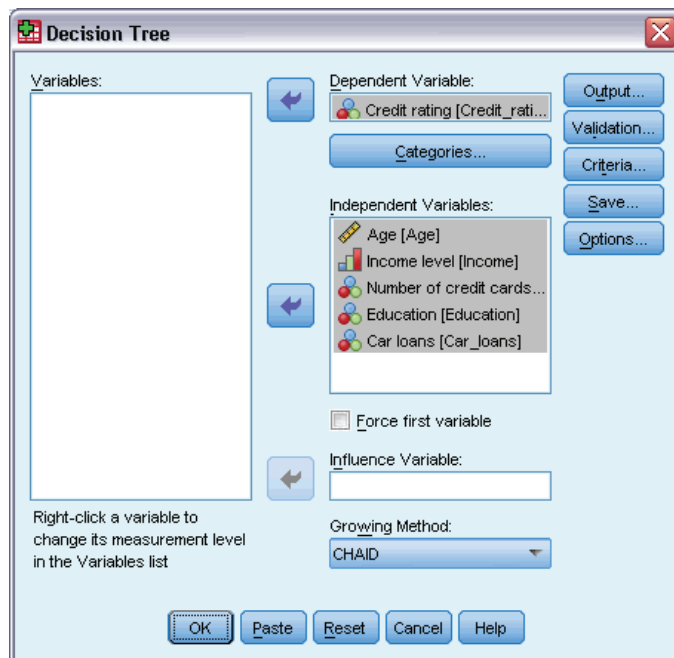 Decision Tree
Variables:
Dependent Variable:
Credit rating [Credit_rati...
Categories...
Independent Variables:
Age [Age]
Income level [Income]
Number of credit cards...
Education [Education]
Car loans [Car_loans]
Force first variable
Influence Variable:
Growing Method:
CHAID
Output...
Validation...
Criteria...
Save...
Options...
Right-click a variable to
change its measurement level
in the Variables list
OK
Paste
Reset
Cancel
Help